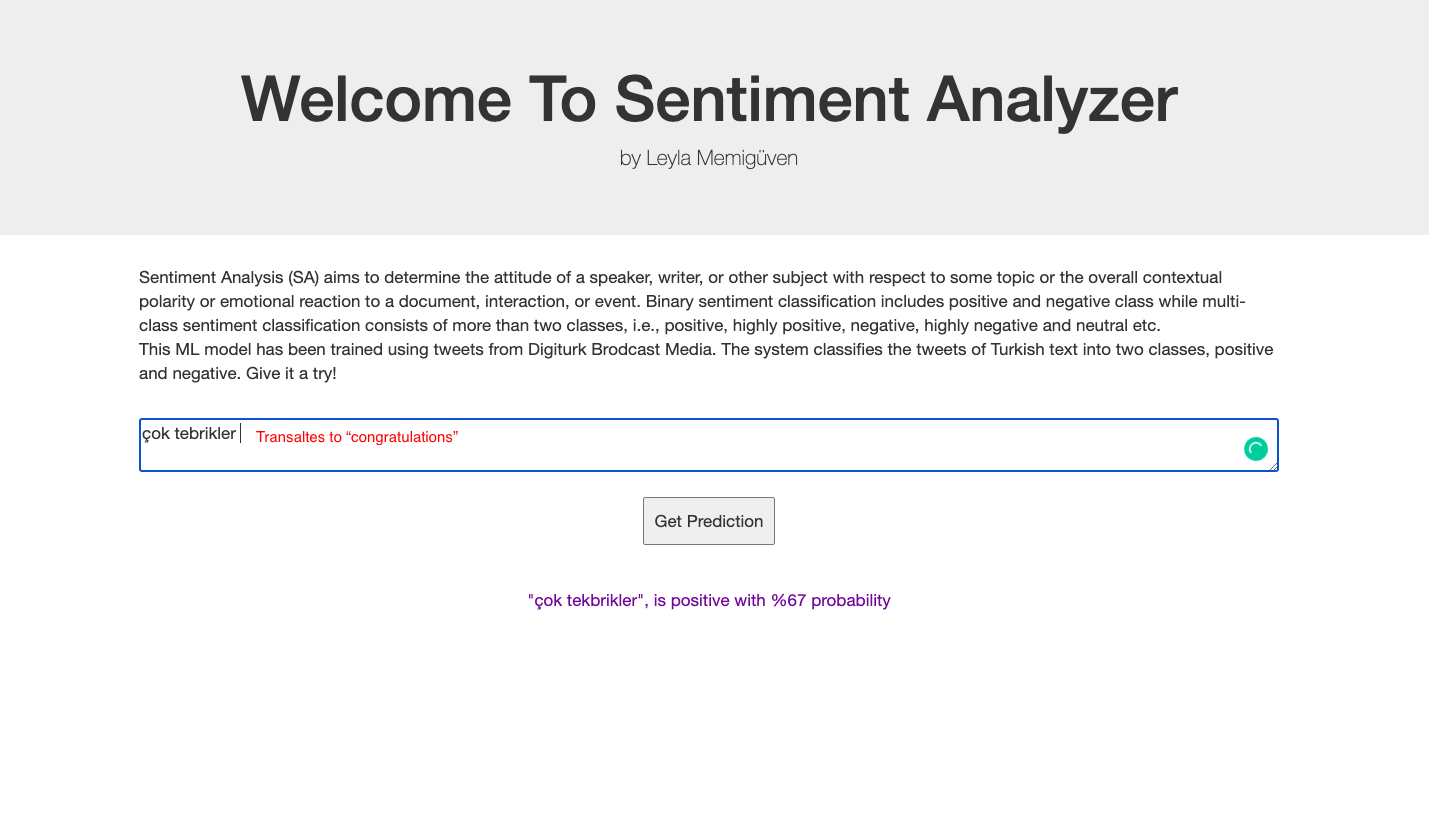 Welcome To Sentiment Analyzer
by Leyla Memigüven
Sentiment Analysis (SA) aims to determine the attitude of a speaker, writer, or other subject with respect to some topic or the overall contextual
polarity or emotional reaction to a document, interaction, or event. Binary sentiment classification includes positive and negative class while multi-
class sentiment classification consists of more than two classes, i.e., positive, highly positive, negative, highly negative and neutral etc.
This ML model has been trained using tweets from Digiturk Brodcast Media. The system classifies the tweets of Turkish text into two classes, positive
and negative. Give it a try!
çok tebrikler Transaltes to “congratulations”
Get Prediction
"çok tekbrikler", is positive with %67 probability